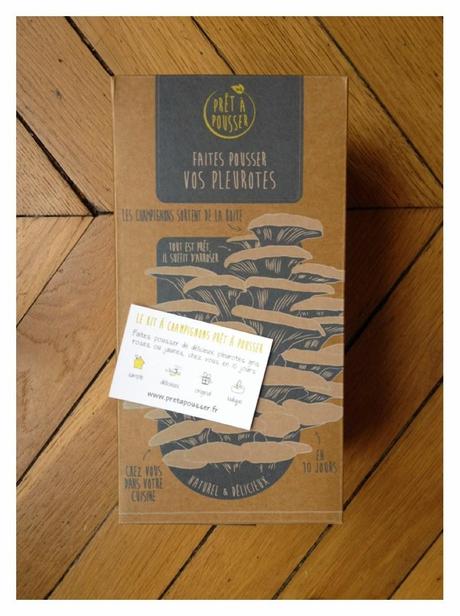 PRÊT À
POUSSER
FAITES POUSSER
VOS PLEUROTES
LES CHAMPIGNONS SORTENT DE LA BOITE
TOUT EST PRÊT,
IL SUFFIT D'ARROSER
LE KIT À CHAMPIGNONS PRÊT À POUSSER
Faites pousser de délicieux pleurotes gris
roses ou jaunes, chez vous en 10 jours
simple
délicieux
original
ludique
www.pretapousser.fr
CHEZ VOUS
DANS VOTRE
CUISINE
EN
10 JOURS
NATUREL & DÉLICIEUX